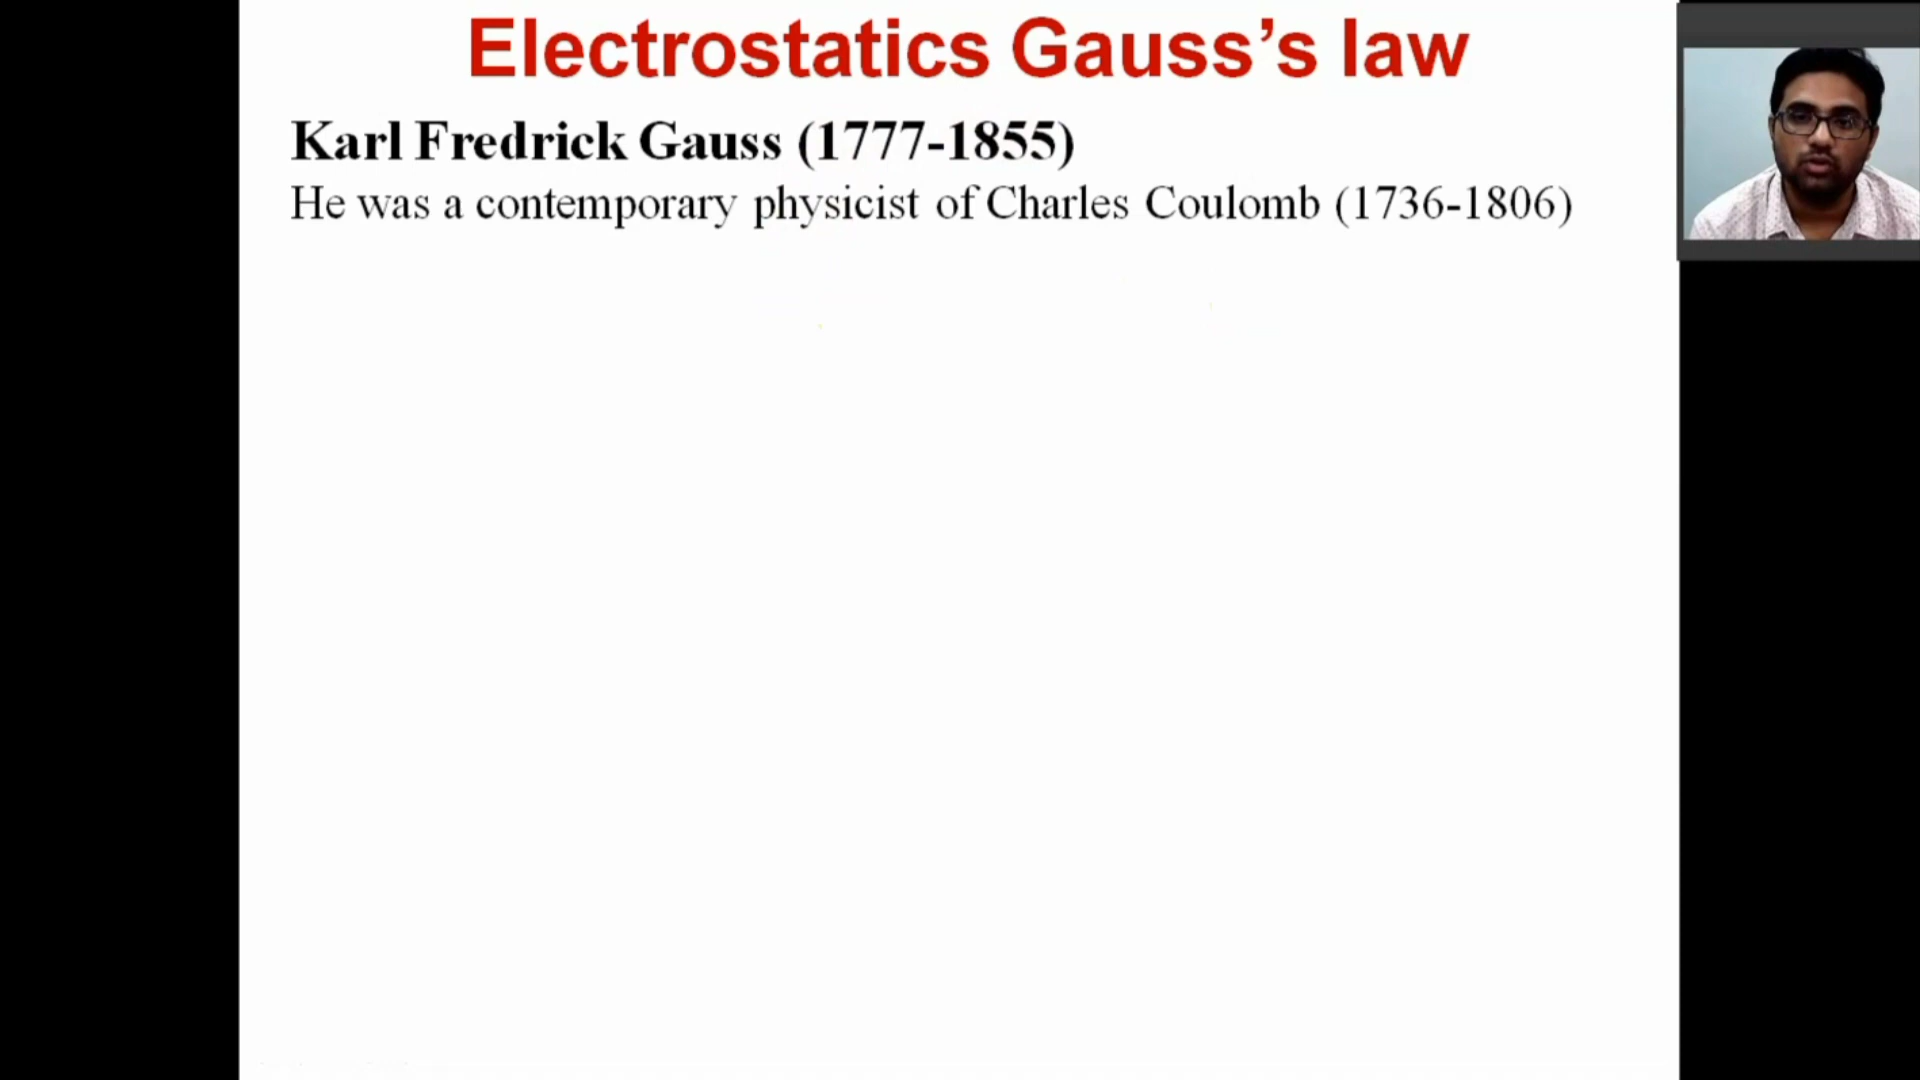 Electrostatics Gauss’s law
Karl Fredrick Gauss (1777-1855)
He was a contemporary physicist of Charles Coulomb (1736-1806)